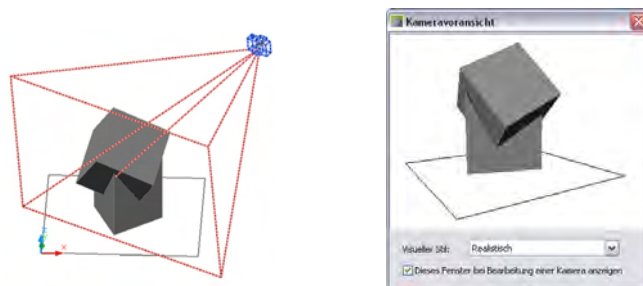 Kameravoransicht
X
Visueller Stil: Realistisch
Dieses Fenster bei Bearbeitung einer Kamera anzeigen